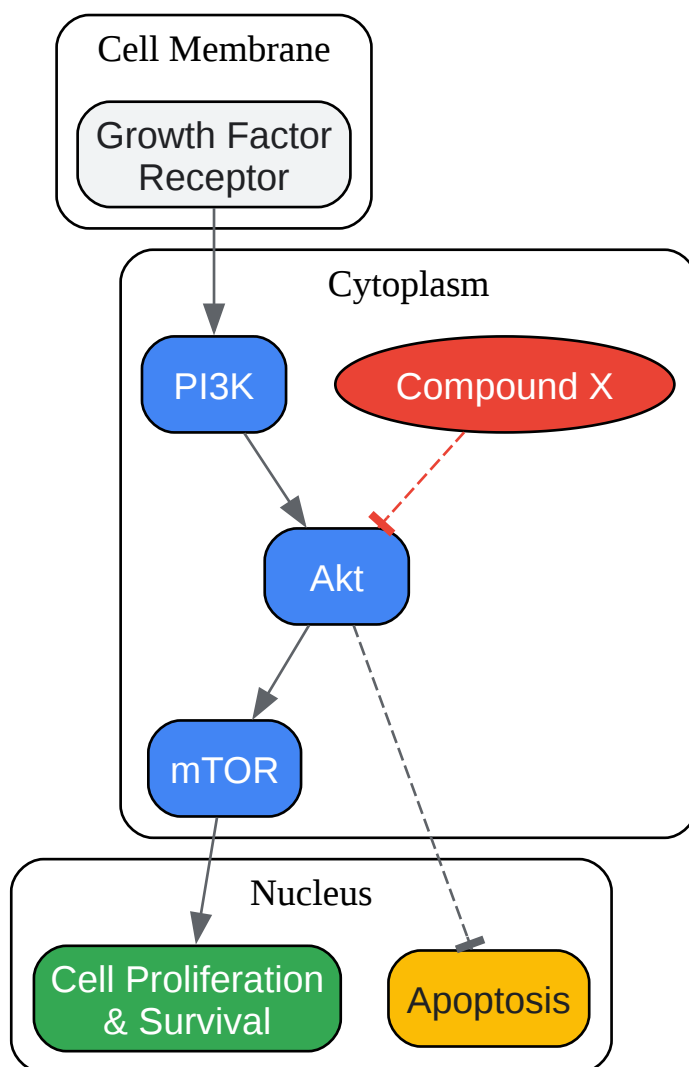 Cell Membrane
Growth Factor
Receptor
Cytoplasm
PI3K
Compound X
Akt
mTOR
Nucleus
Cell Proliferation
& Survival
Apoptosis